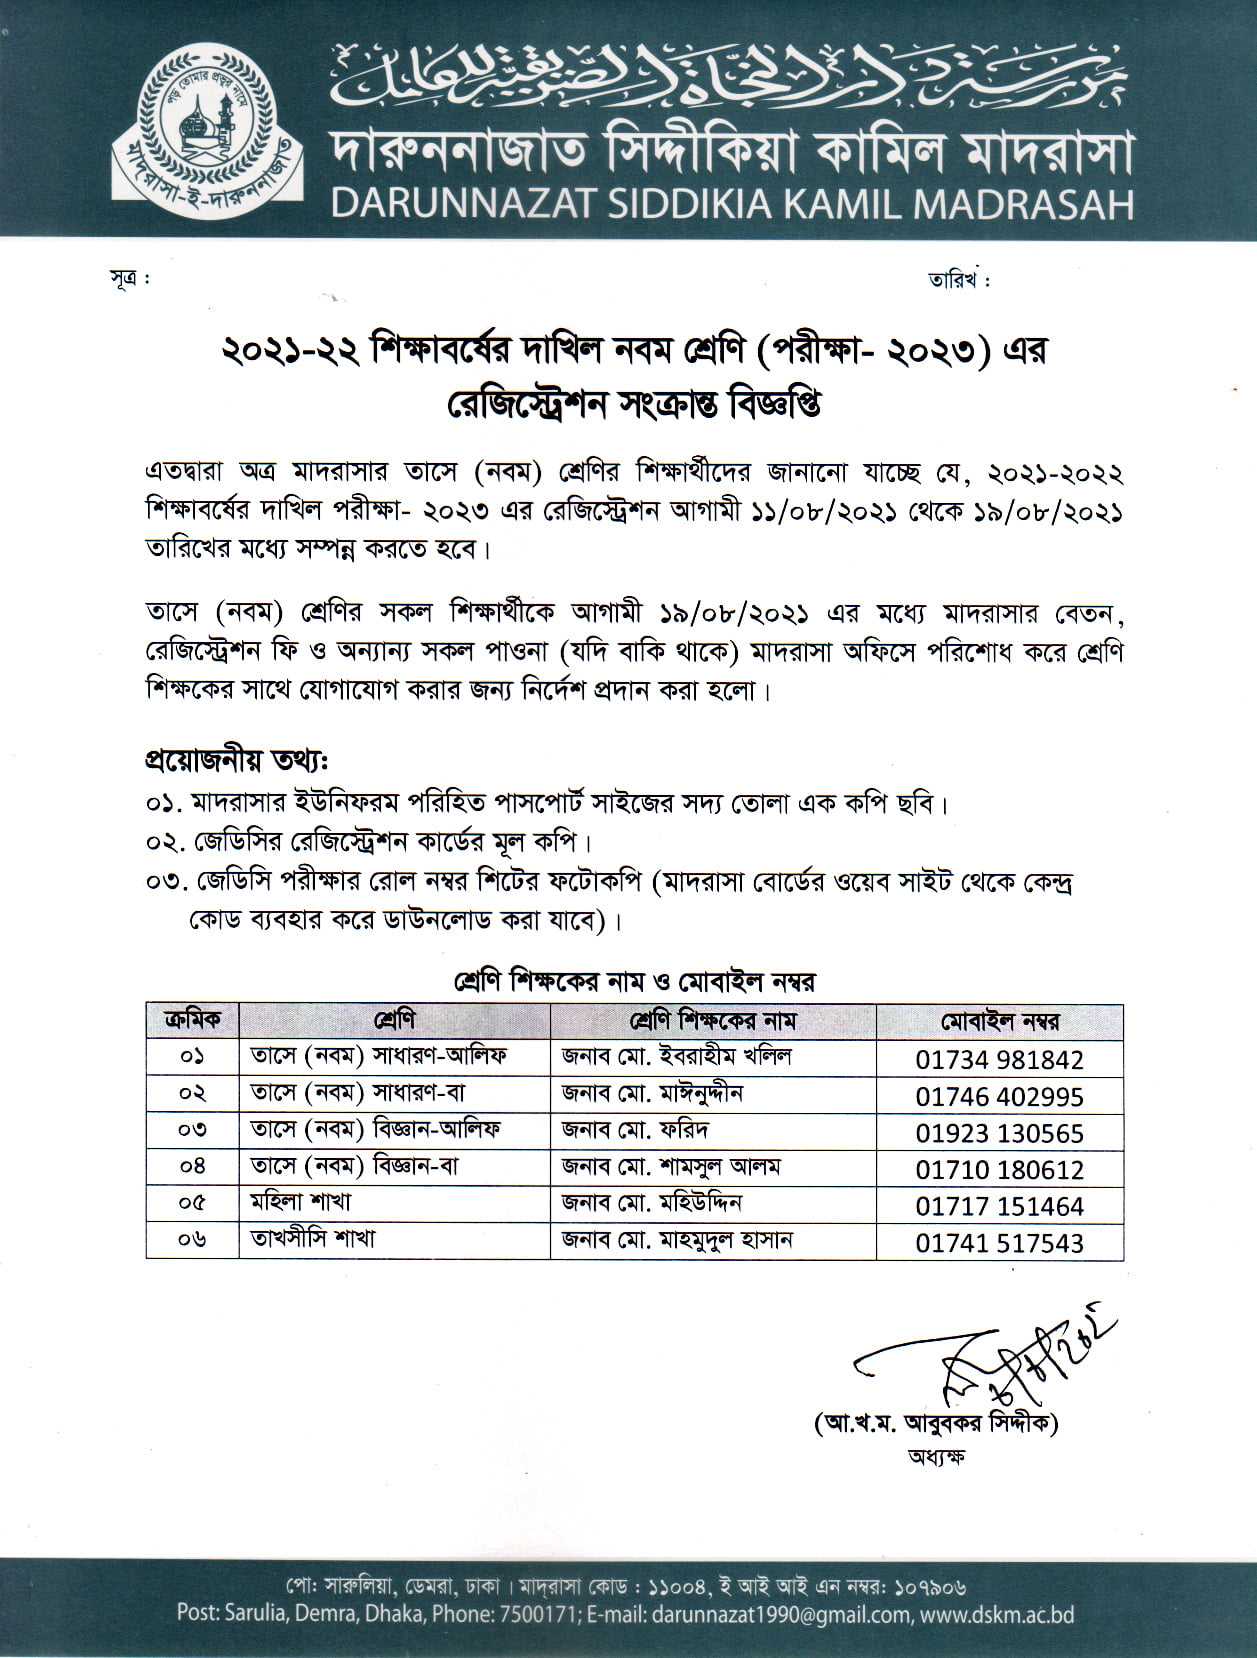 مدرسة دار النجاة الصديقية للكامل
দারুননাজাত সিদ্দীকিয়া কামিল মাদরাসা
DARUNNAZAT SIDDIKIA KAMIL MADRASAH
পড় তোমার প্রভুর নামে
মাদরাসা-ই-দারুননাজাত
সূত্র :
তারিখ :
২০২১-২২ শিক্ষাবর্ষের দাখিল নবম শ্রেণি (পরীক্ষা- ২০২৩) এর
রেজিস্ট্রেশন সংক্রান্ত বিজ্ঞপ্তি
এতদ্বারা অত্র মাদরাসার তাসে (নবম) শ্রেণির শিক্ষার্থীদের জানানো যাচ্ছে যে, ২০২১-২০২২
শিক্ষাবর্ষের দাখিল পরীক্ষা- ২০২৩ এর রেজিস্ট্রেশন আগামী ১১/০৮/২০২১ থেকে ১৯/০৮/২০২১
তারিখের মধ্যে সম্পন্ন করতে হবে।
তাসে (নবম) শ্রেণির সকল শিক্ষার্থীকে আগামী ১৯/০৮/২০২১ এর মধ্যে মাদরাসার বেতন,
রেজিস্ট্রেশন ফি ও অন্যান্য সকল পাওনা (যদি বাকি থাকে) মাদরাসা অফিসে পরিশোধ করে শ্রেণি
শিক্ষকের সাথে যোগাযোগ করার জন্য নির্দেশ প্রদান করা হলো।
প্রয়োজনীয় তথ্য:
০১. মাদরাসার ইউনিফরম পরিহিত পাসপোর্ট সাইজের সদ্য তোলা এক কপি ছবি।
০২. জেডিসির রেজিস্ট্রেশন কার্ডের মূল কপি।
০৩. জেডিসি পরীক্ষার রোল নম্বর শিটের ফটোকপি (মাদরাসা বোর্ডের ওয়েব সাইট থেকে কেন্দ্র
কোড ব্যবহার করে ডাউনলোড করা যাবে)।
শ্রেণি শিক্ষকের নাম ও মোবাইল নম্বর
ক্রমিক শ্রেণি শ্রেণি শিক্ষকের নাম মোবাইল নম্বর
০১ তাসে (নবম) সাধারণ-আলিফ জনাব মো. ইবরাহীম খলিল 01734 981842
০২ তাসে (নবম) সাধারণ-বা জনাব মো. মাঈনুদ্দীন 01746 402995
০৩ তাসে (নবম) বিজ্ঞান-আলিফ জনাব মো. ফরিদ 01923 130565
০৪ তাসে (নবম) বিজ্ঞান-বা জনাব মো. শামসুল আলম 01710 180612
০৫ মহিলা শাখা জনাব মো. মহিউদ্দিন 01717 151464
০৬ তাখসীসি শাখা জনাব মো. মাহমুদুল হাসান 01741 517543
(আ.খ.ম. আবুবকর সিদ্দীক)
অধ্যক্ষ
পো: সারুলিয়া, ডেমরা, ঢাকা। মাদ্‌রাসা কোড : ১১০০৪, ই আই আই এন নম্বর: ১০৭৯০৬
Post: Sarulia, Demra, Dhaka, Phone: 7500171; E-mail: darunnazat1990@gmail.com, www.dskm.ac.bd